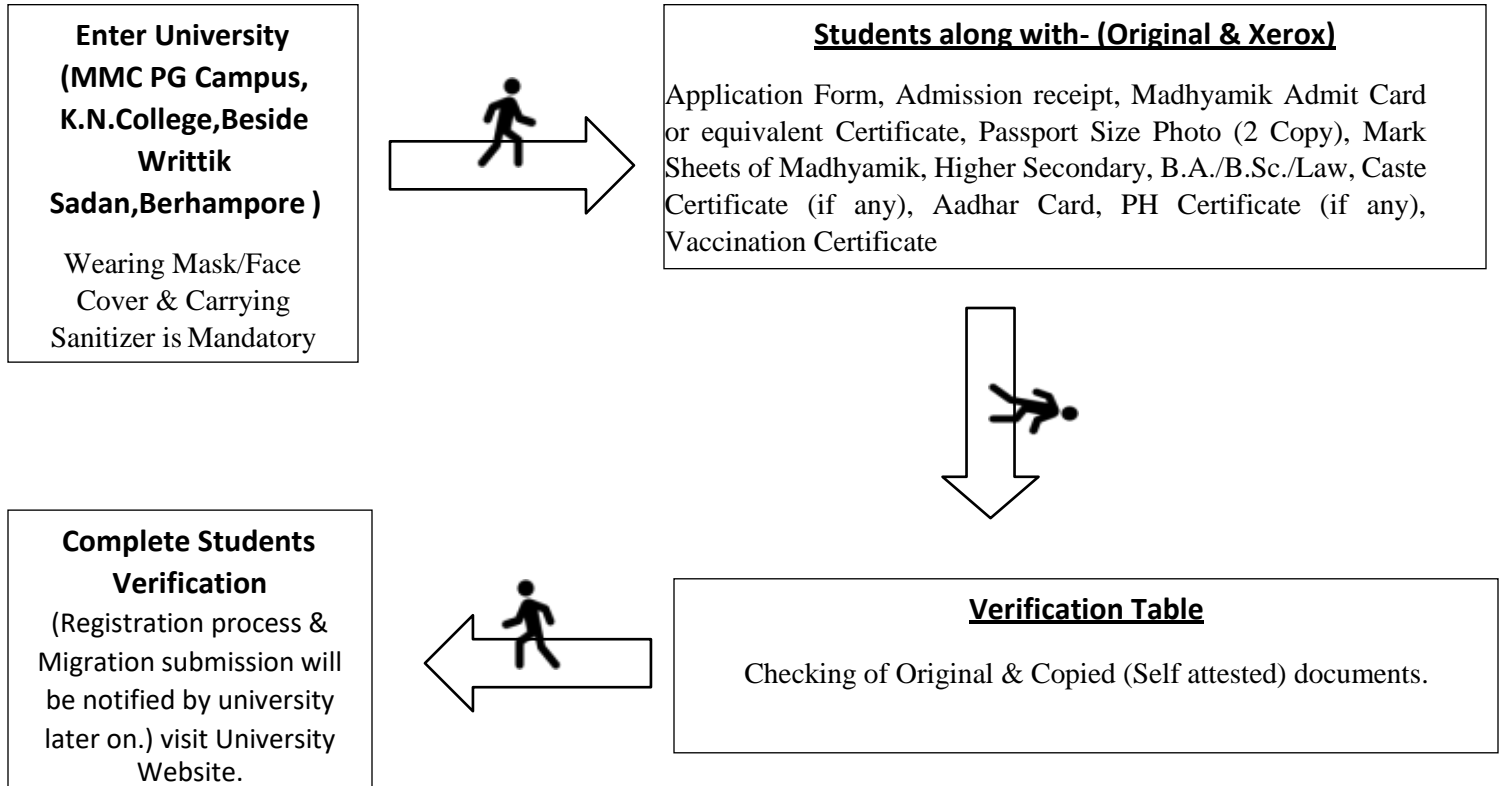 Enter University
(MMC PG Campus,
K.N.College,Beside
Writtik
Sadan,Berhampore )
Wearing Mask/Face
Cover & Carrying
Sanitizer is Mandatory
Students along with- (Original & Xerox)
Application Form, Admission receipt, Madhyamik Admit Card
or equivalent Certificate, Passport Size Photo (2 Copy), Mark
Sheets of Madhyamik, Higher Secondary, B.A./B.Sc./Law, Caste
Certificate (if any), Aadhar Card, PH Certificate (if any),
Vaccination Certificate
Verification Table
Checking of Original & Copied (Self attested) documents.
Complete Students
Verification
(Registration process &
Migration submission will
be notified by university
later on.) visit University
Website.